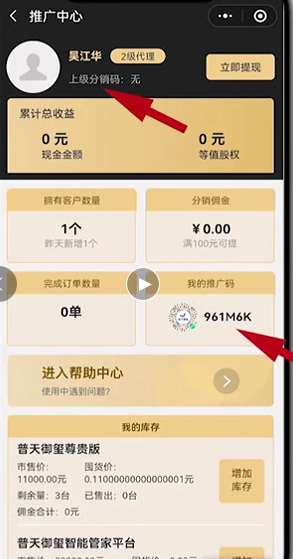 推广中心
吴江华 2级代理
上级分销码：无
立即提现
累计总收益
0 元 0 元
现金金额 等值股权
拥有客户数量 分销佣金
1个 ￥0.00
昨天新增1个 满100元可提
完成订单数量 我的推广码
0单 961M6K
进入帮助中心
使用中遇到问题?
我的库存
普天御玺尊贵版
市售价: 囤货价:
11000.00元 0.11000000000000001元
剩余量: 3台 已售出: 0台
佣金合计: 0元
增加
库存
普天御玺智能管家平台